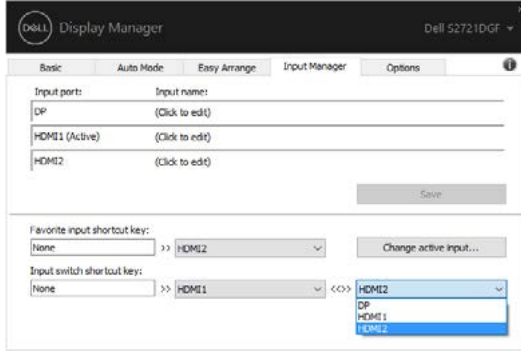 DELL Display Manager Dell S2721DGF
Basic Auto Mode Easy Arrange Input Manager Options
Input port: Input name:
DP (Click to edit)
HDMI1 (Active) (Click to edit)
HDMI2 (Click to edit)
Save
Favorite input shortcut key:
None >> HDMI2 Change active input...
Input switch shortcut key:
None >> HDMI1 <<>> HDMI2
DP
HDMI1
HDMI2